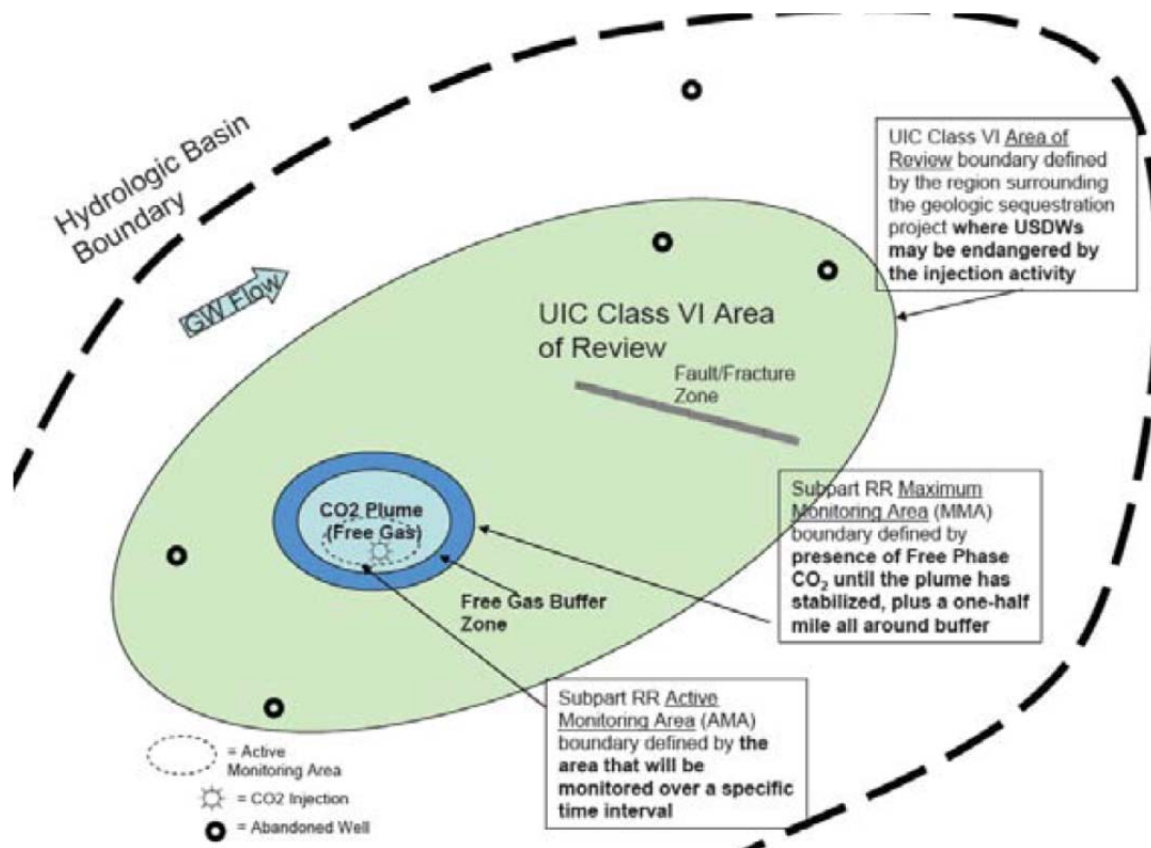 Hydrologic Basin
Boundary
GW Flow
UIC Class VI Area of
Review boundary defined
by the region surrounding
the geologic sequestration
project where USDWs
may be endangered by
the injection activity
UIC Class VI Area
of Review
Fault/Fracture
Zone
CO2 Plume
(Free Gas)
Free Gas Buffer
Zone
Subpart RR Maximum
Monitoring Area (MMA)
boundary defined by
presence of Free Phase
CO₂ until the plume has
stabilized, plus a one-half
mile all around buffer
Subpart RR Active
Monitoring Area (AMA)
boundary defined by the
area that will be
monitored over a specific
time interval
= Active
Monitoring Area
= CO2 Injection
= Abandoned Well